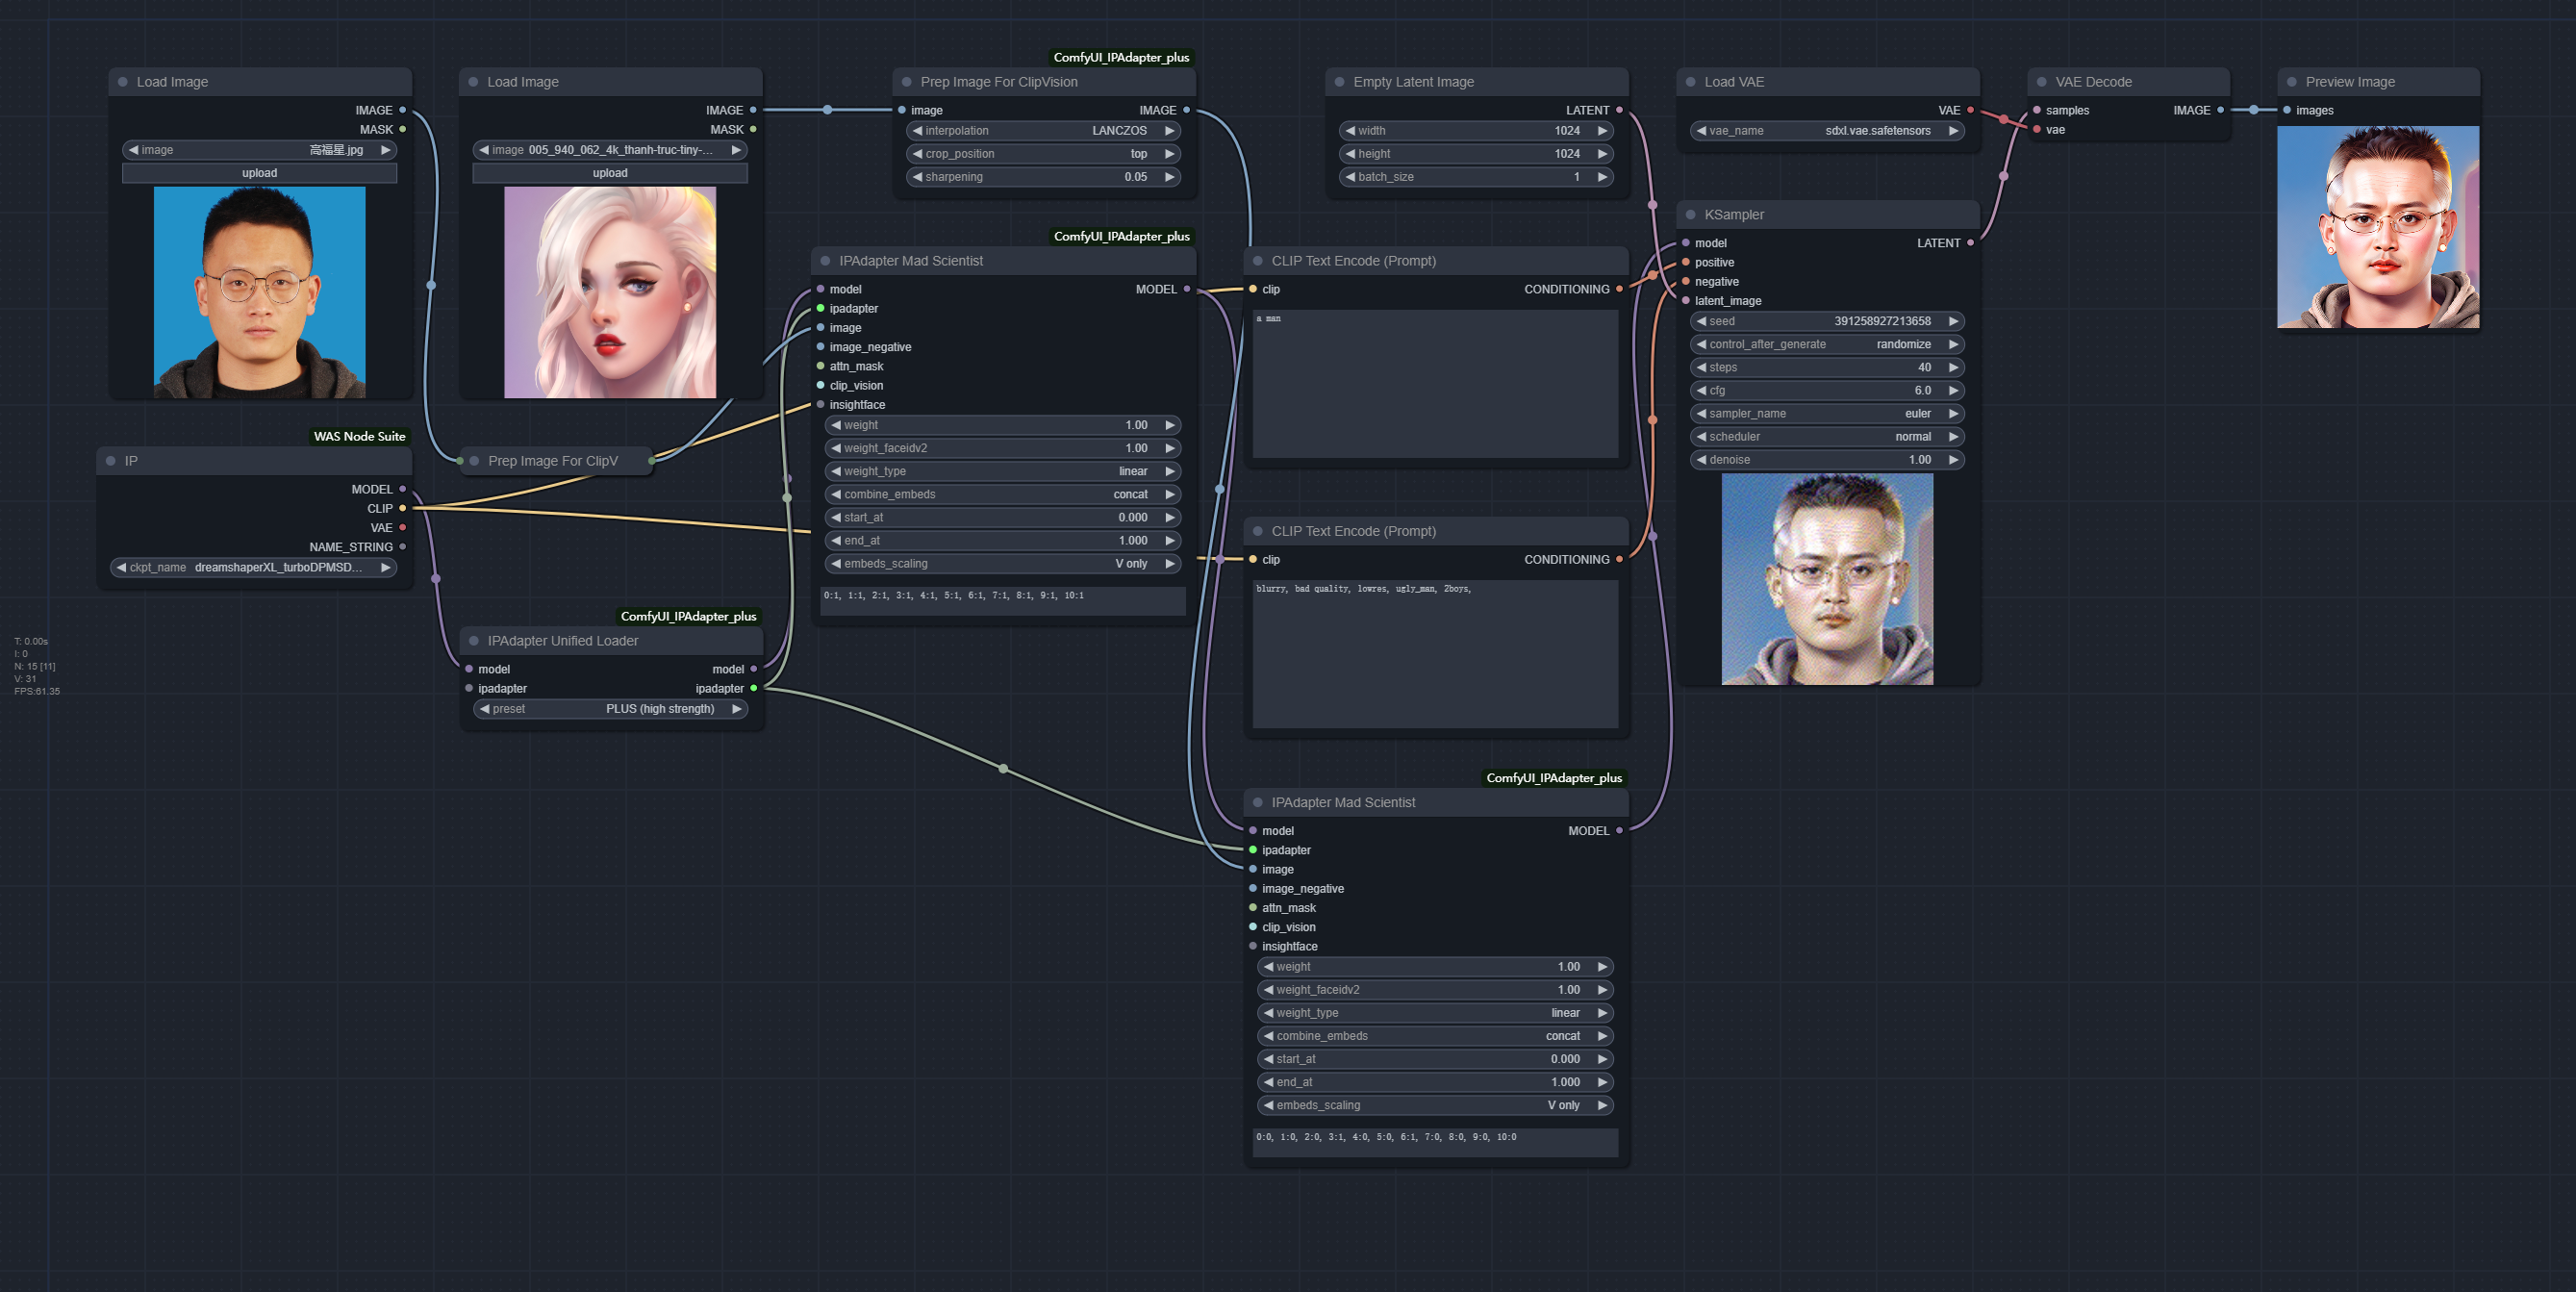 Load Image
IMAGE
MASK
image 高福星.jpg
upload
Load Image
IMAGE
MASK
image 005_940_062_4k_thanh-truc-tiny-...
upload
ComfyUI_IPAdapter_plus
Prep Image For ClipVision
image IMAGE
interpolation LANCZOS
crop_position top
sharpening 0.05
Empty Latent Image
LATENT
width 1024
height 1024
batch_size 1
Load VAE
VAE
vae_name sdxl.vae.safetensors
VAE Decode
samples IMAGE
vae
Preview Image
images
WAS Node Suite
IP
MODEL
CLIP
VAE
NAME_STRING
ckpt_name dreamshaperXL_turboDPMSD...
Prep Image For ClipV
ComfyUI_IPAdapter_plus
IPAdapter Unified Loader
model model
ipadapter ipadapter
preset PLUS (high strength)
ComfyUI_IPAdapter_plus
IPAdapter Mad Scientist
model MODEL
ipadapter
image
image_negative
attn_mask
clip_vision
insightface
weight 1.00
weight_faceidv2 1.00
weight_type linear
combine_embeds concat
start_at 0.000
end_at 1.000
embeds_scaling V only
0:1, 1:1, 2:1, 3:1, 4:1, 5:1, 6:1, 7:1, 8:1, 9:1, 10:1
CLIP Text Encode (Prompt)
clip CONDITIONING
a man
CLIP Text Encode (Prompt)
clip CONDITIONING
blurry, bad quality, lowres, ugly_man, 2boys,
KSampler
model LATENT
positive
negative
latent_image
seed 391258927213658
control_after_generate randomize
steps 40
cfg 6.0
sampler_name euler
scheduler normal
denoise 1.00
ComfyUI_IPAdapter_plus
IPAdapter Mad Scientist
model MODEL
ipadapter
image
image_negative
attn_mask
clip_vision
insightface
weight 1.00
weight_faceidv2 1.00
weight_type linear
combine_embeds concat
start_at 0.000
end_at 1.000
embeds_scaling V only
0:0, 1:0, 2:0, 3:1, 4:0, 5:0, 6:1, 7:0, 8:0, 9:0, 10:0
T: 0.00s
I: 0
N: 15 [11]
V: 31
FPS:61.35